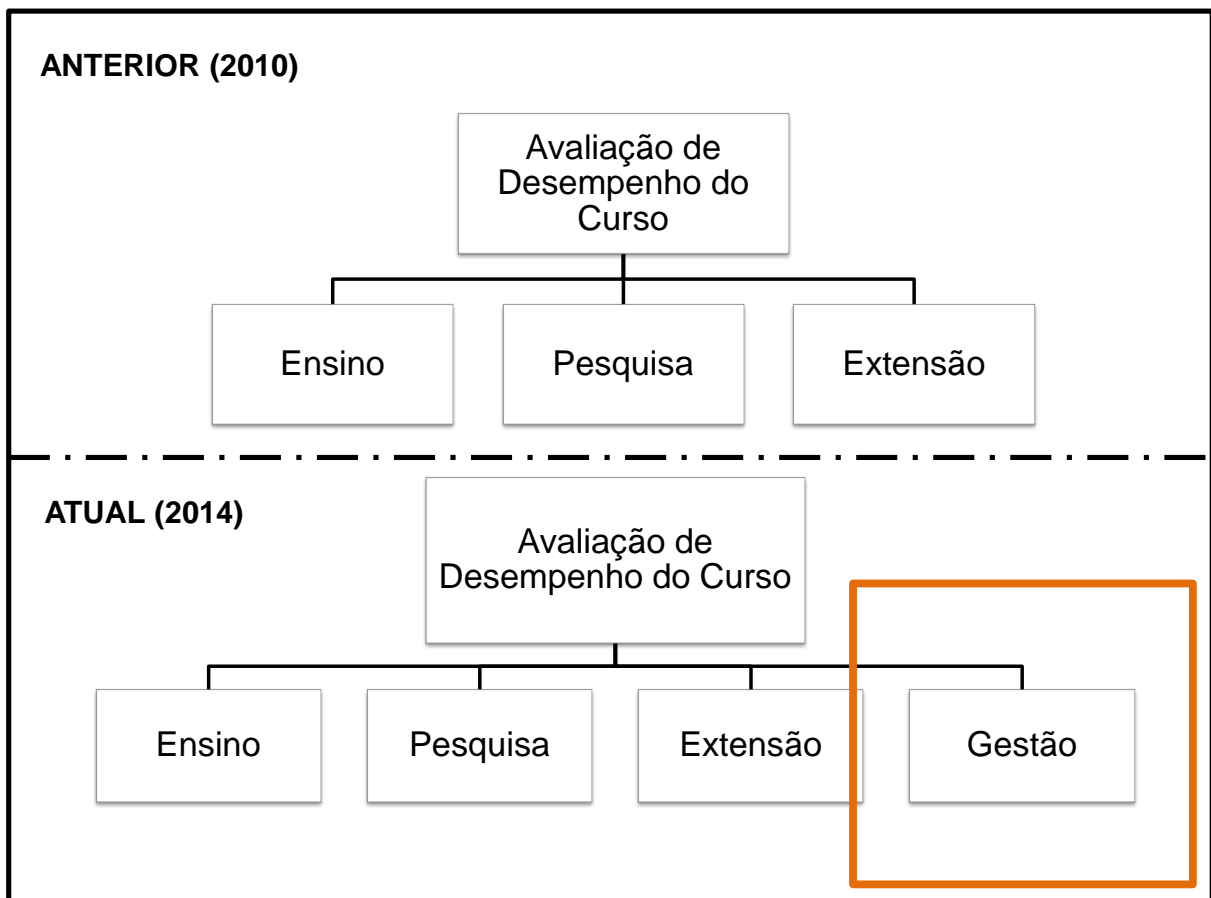 ANTERIOR (2010)
Avaliação de
Desempenho do
Curso
Ensino
Pesquisa
Extensão
ATUAL (2014)
Avaliação de
Desempenho do Curso
Ensino
Pesquisa
Extensão
Gestão